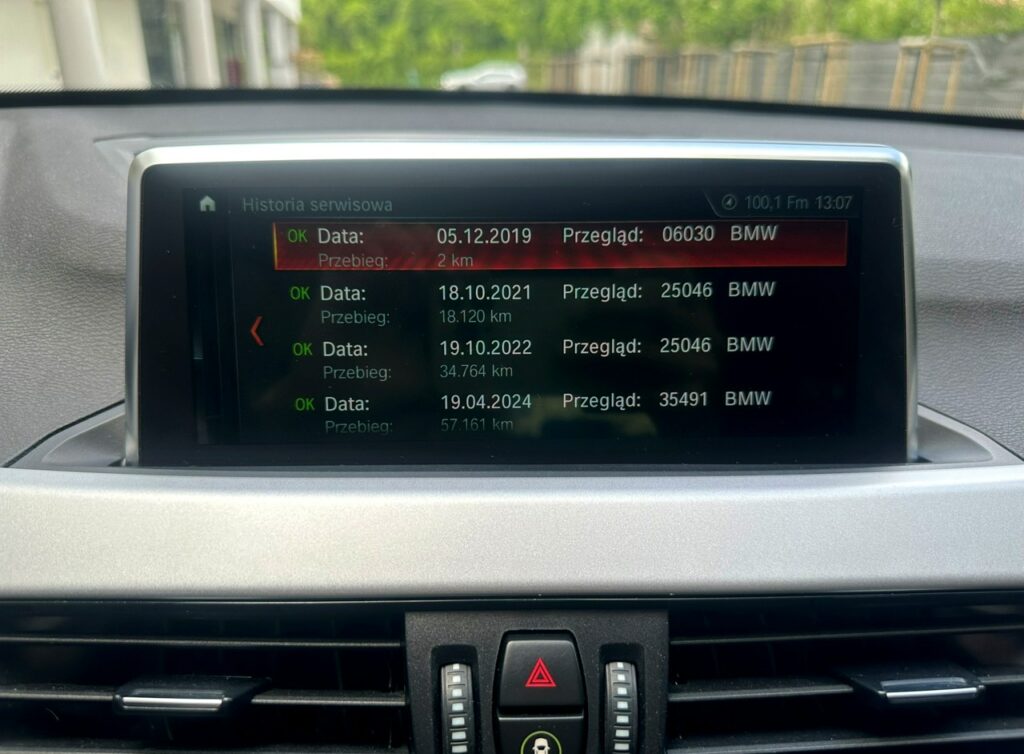 Historia serwisowa 100,1 Fm 13:07
OK Data: 05.12.2019 Przegląd: 06030 BMW
Przebieg: 2 km
OK Data: 18.10.2021 Przegląd: 25046 BMW
Przebieg: 18.120 km
OK Data: 19.10.2022 Przegląd: 25046 BMW
Przebieg: 34.764 km
OK Data: 19.04.2024 Przegląd: 35491 BMW
Przebieg: 57.161 km